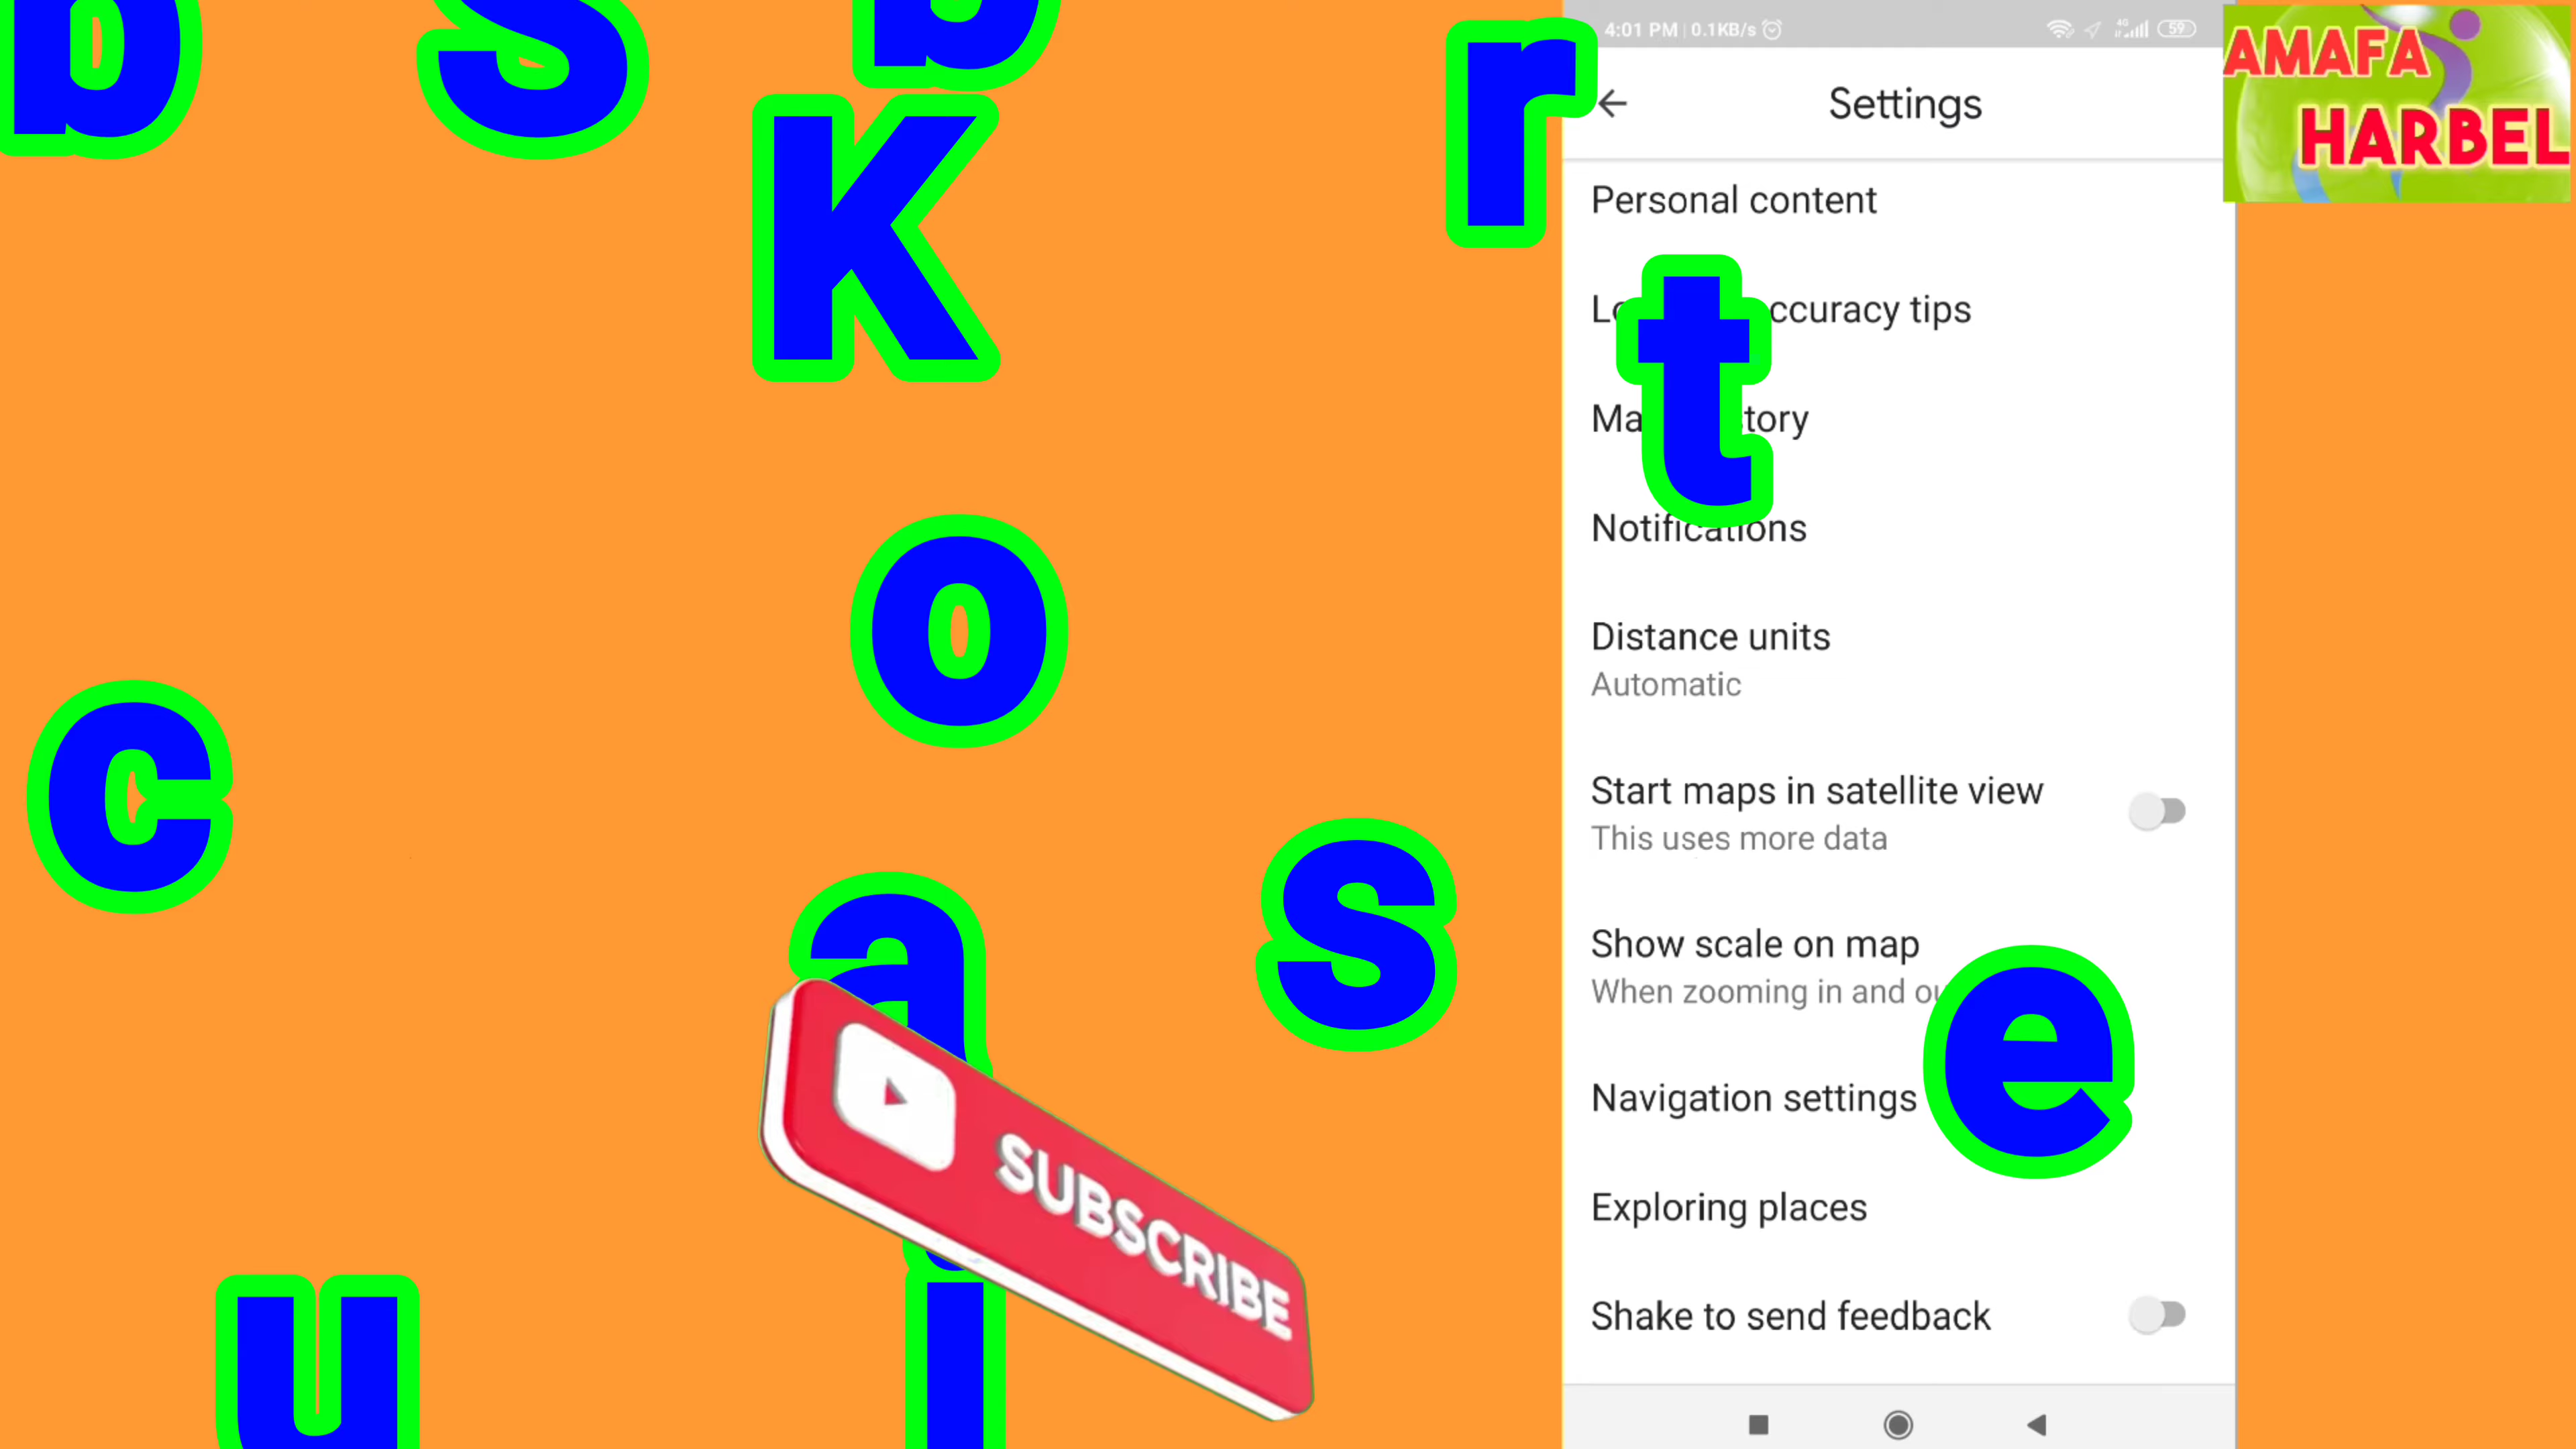 b
s
b
K
r
t
o
c
a
s
e
u
SUBSCRIBE
4:01 PM | 0.1KB/s
4G
59
Settings
Personal content
ccuracy tips
Notifications
Distance units
Automatic
Start maps in satellite view
This uses more data
Show scale on map
When zooming in and
Navigation settings
Exploring places
Shake to send feedback
AMAFA
HARBEL